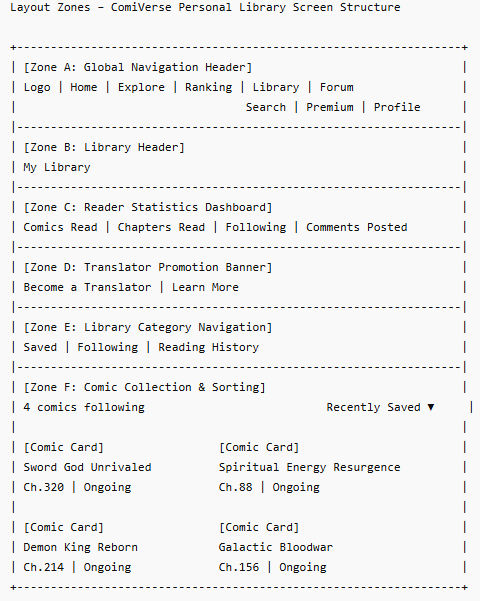 Layout Zones – ComiVerse Personal Library Screen Structure
+------------------------------------------------------------------+
| [Zone A: Global Navigation Header] |
| Logo | Home | Explore | Ranking | Library | Forum |
| Search | Premium | Profile |
|------------------------------------------------------------------|
| [Zone B: Library Header] |
| My Library |
|------------------------------------------------------------------|
| [Zone C: Reader Statistics Dashboard] |
| Comics Read | Chapters Read | Following | Comments Posted |
|------------------------------------------------------------------|
| [Zone D: Translator Promotion Banner] |
| Become a Translator | Learn More |
|------------------------------------------------------------------|
| [Zone E: Library Category Navigation] |
| Saved | Following | Reading History |
|------------------------------------------------------------------|
| [Zone F: Comic Collection & Sorting] |
| 4 comics following Recently Saved ▼ |
| |
| [Comic Card] [Comic Card] |
| Sword God Unrivaled Spiritual Energy Resurgence |
| Ch.320 | Ongoing Ch.88 | Ongoing |
| |
| [Comic Card] [Comic Card] |
| Demon King Reborn Galactic Bloodwar |
| Ch.214 | Ongoing Ch.156 | Ongoing |
+------------------------------------------------------------------+